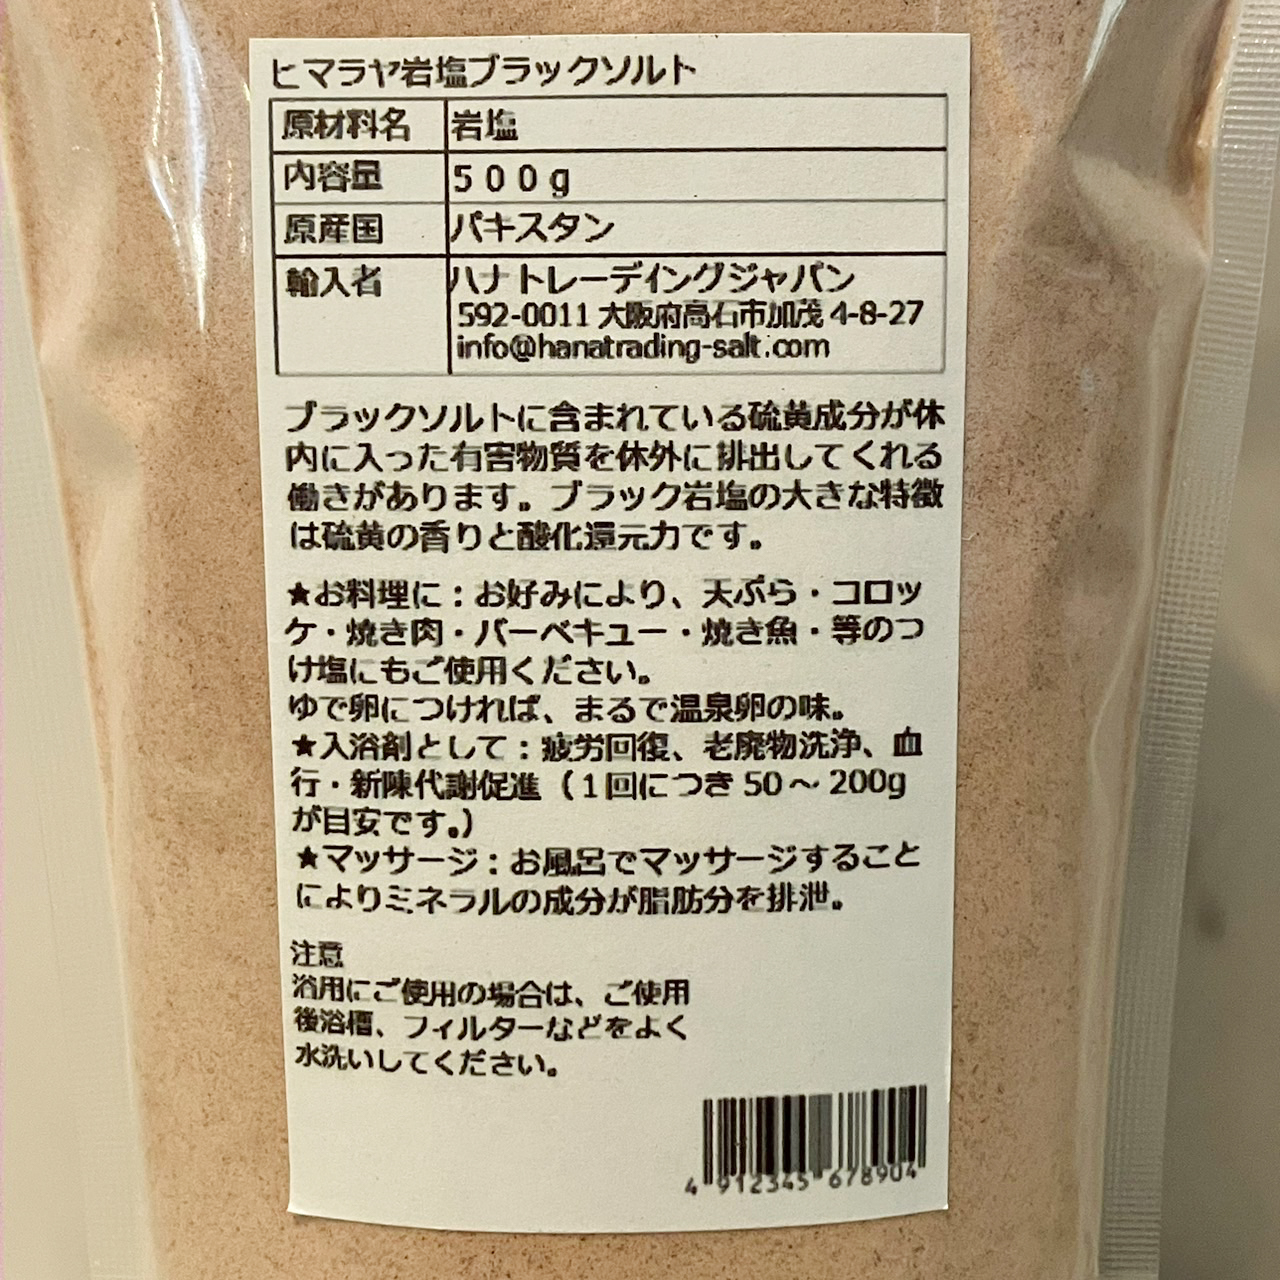 ヒマラヤ岩塩ブラックソルト
原材料名 岩塩
内容量 500g
原産国 パキスタン
輸入者 ハナトレーディングジャパン
592-0011 大阪府高石市加茂 4-8-27
info@hanatrading-salt.com
ブラックソルトに含まれている硫黄成分が体
内に入った有害物質を体外に排出してくれる
働きがあります。ブラック岩塩の大きな特徴
は硫黄の香りと酸化還元力です。
★お料理に：お好みにより、天ぷら・コロッ
ケ・焼き肉・バーベキュー・焼き魚・等のつ
け塩にもご使用ください。
ゆで卵につければ、まるで温泉卵の味。
★入浴剤として：疲労回復、老廃物洗浄、血
行・新陳代謝促進（1回につき 50～ 200g
が目安です。）
★マッサージ：お風呂でマッサージすること
によりミネラルの成分が脂肪分を排泄。
注意
浴用にご使用の場合は、ご使用
後浴槽、フィルターなどをよく
水洗いしてください。
4 912345 678904